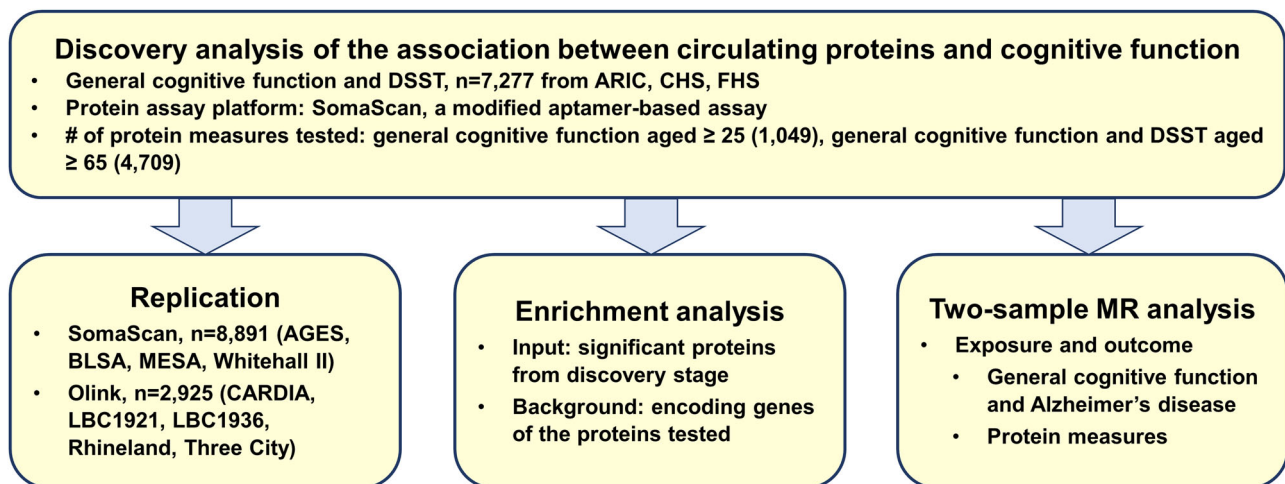 Discovery analysis of the association between circulating proteins and cognitive function
• General cognitive function and DSST, n=7,277 from ARIC, CHS, FHS
• Protein assay platform: SomaScan, a modified aptamer-based assay
• # of protein measures tested: general cognitive function aged ≥ 25 (1,049), general cognitive function and DSST aged
≥ 65 (4,709)
Replication
• SomaScan, n=8,891 (AGES,
BLSA, MESA, Whitehall II)
• Olink, n=2,925 (CARDIA,
LBC1921, LBC1936,
Rhineland, Three City)
Enrichment analysis
• Input: significant proteins
from discovery stage
• Background: encoding genes
of the proteins tested
Two-sample MR analysis
• Exposure and outcome
• General cognitive function
and Alzheimer's disease
• Protein measures